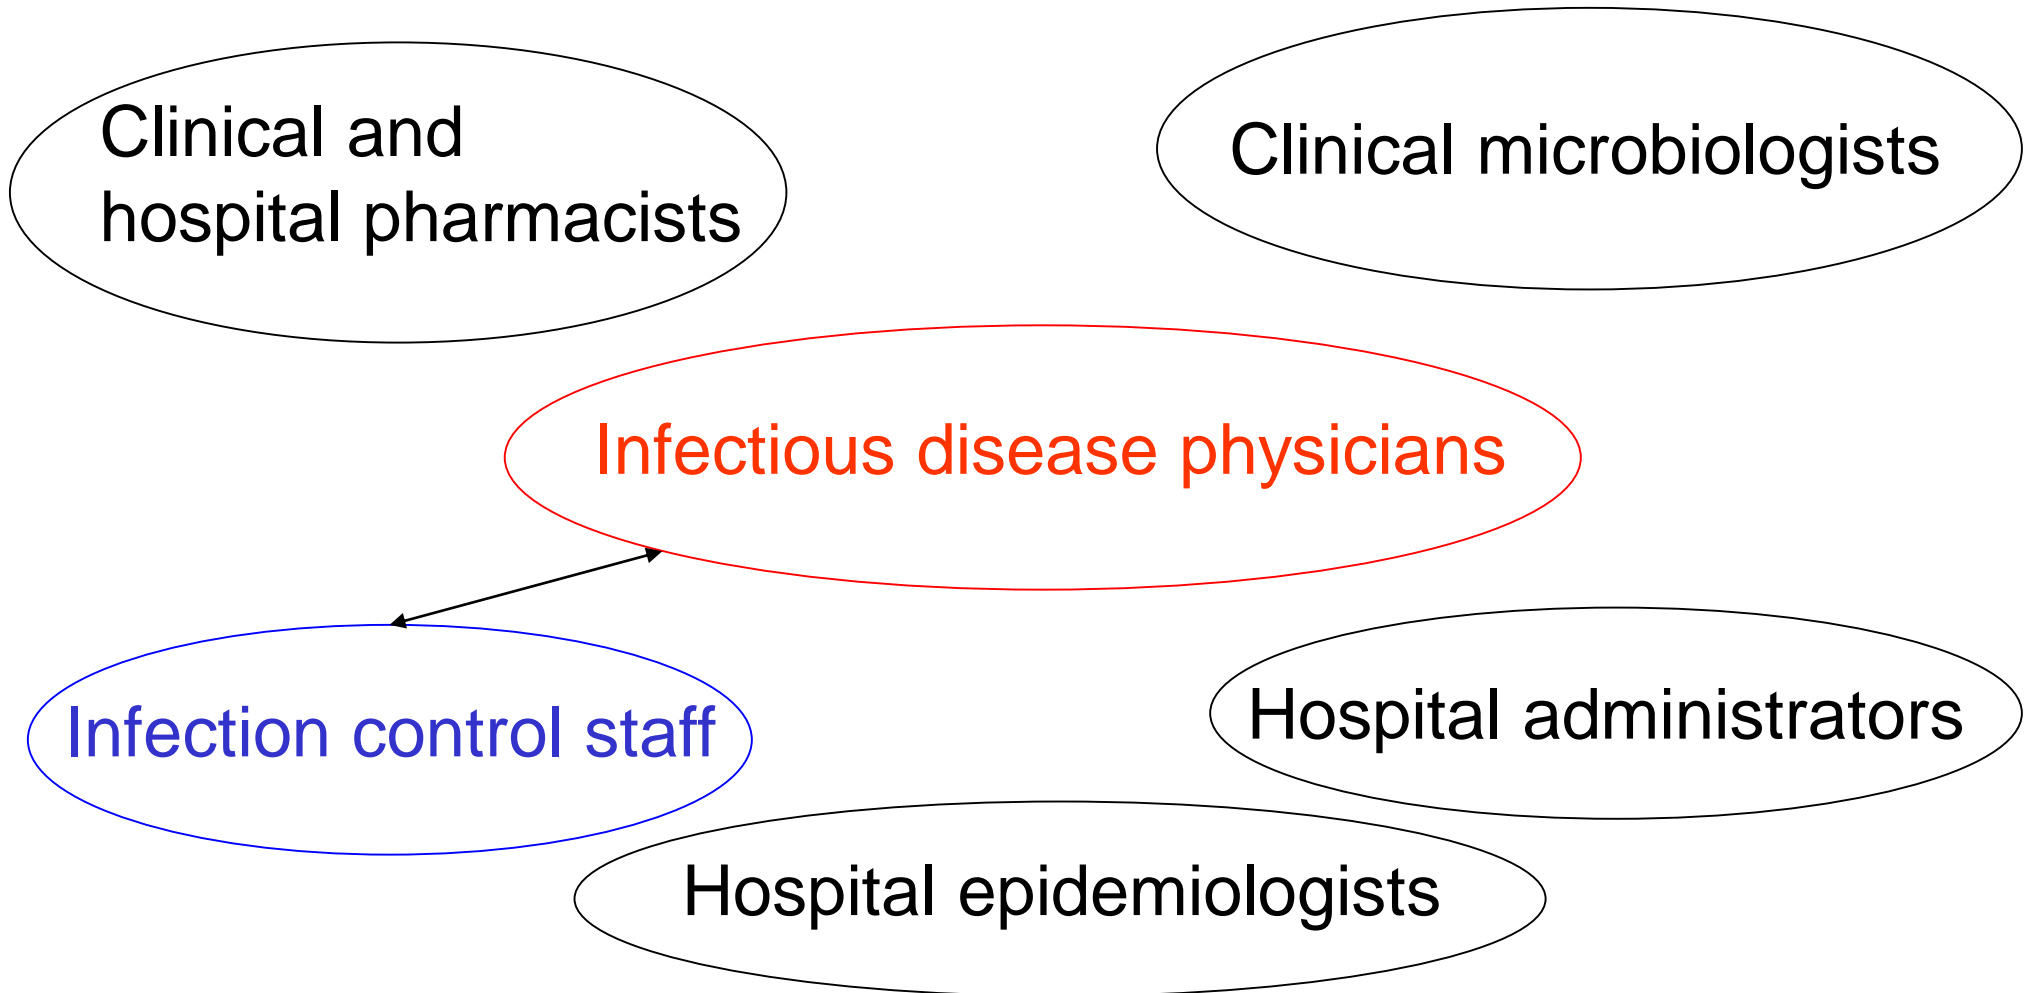 Clinical and
hospital pharmacists
Clinical microbiologists
Infectious disease physicians
Infection control staff
Hospital administrators
Hospital epidemiologists